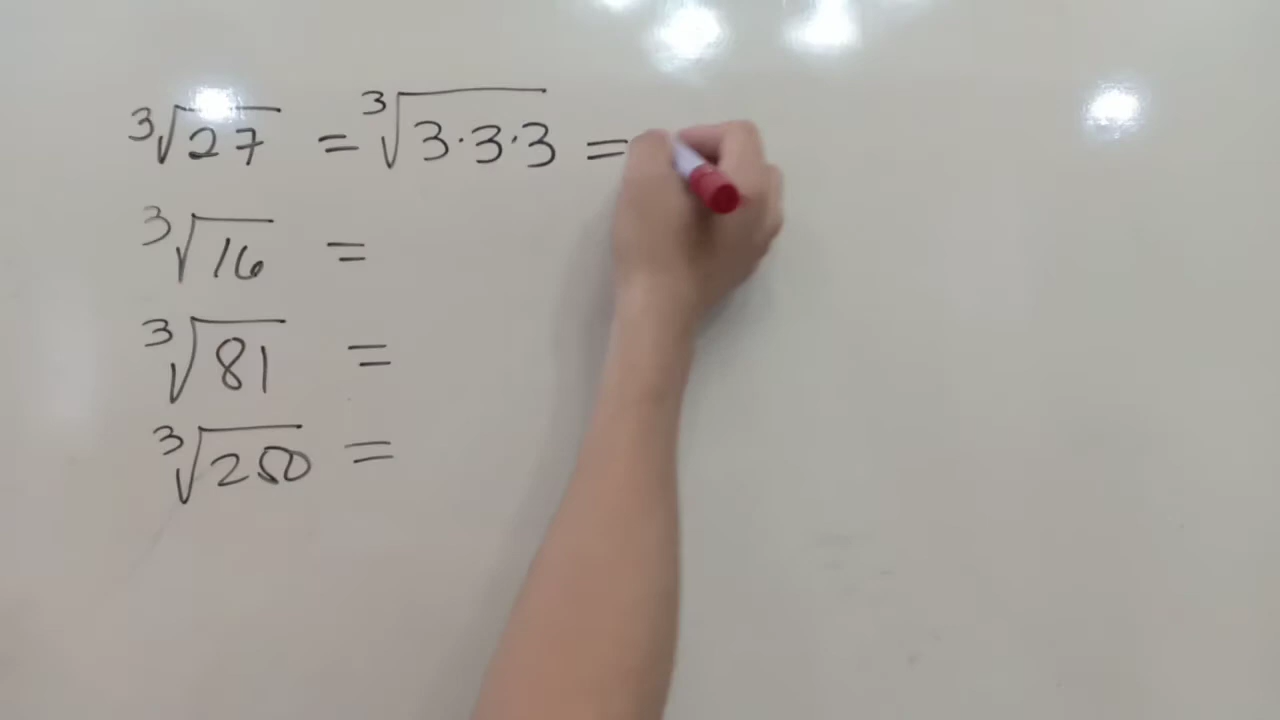 ³√27 = ³√3·3·3 =
³√16 =
³√81 =
³√250 =